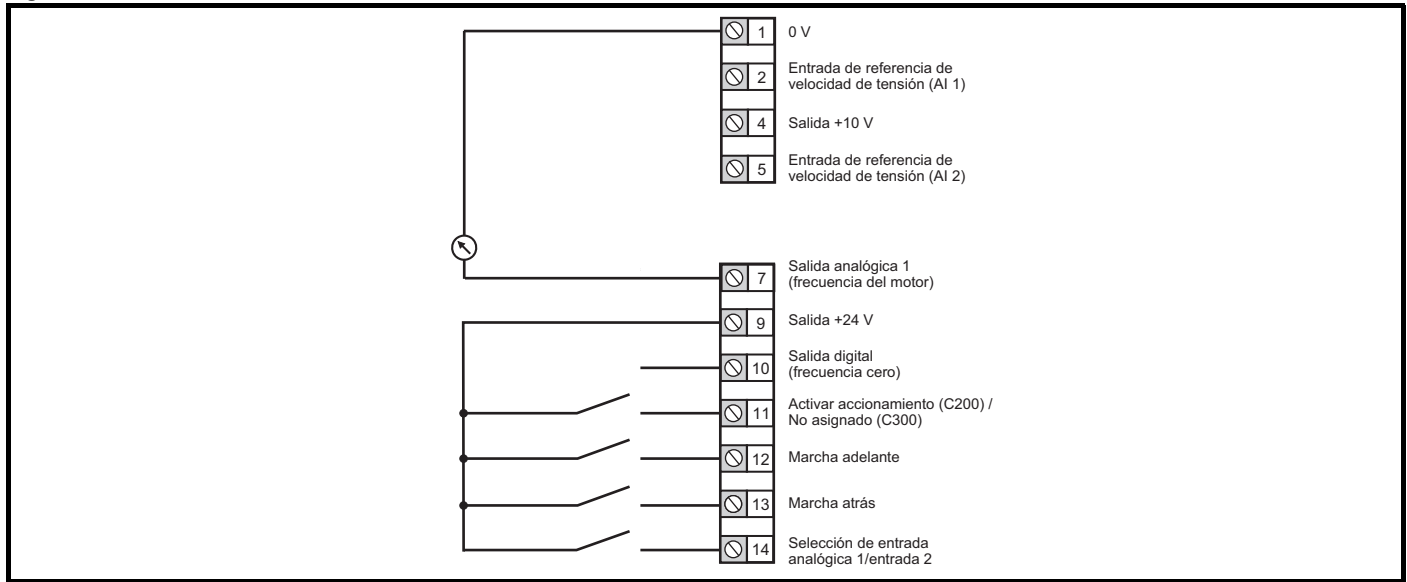 1 0 V
2 Entrada de referencia de
velocidad de tensión (AI 1)
4 Salida +10 V
5 Entrada de referencia de
velocidad de tensión (AI 2)
7 Salida analógica 1
(frecuencia del motor)
9 Salida +24 V
10 Salida digital
(frecuencia cero)
11 Activar accionamiento (C200) /
No asignado (C300)
12 Marcha adelante
13 Marcha atrás
14 Selección de entrada
analógica 1/entrada 2